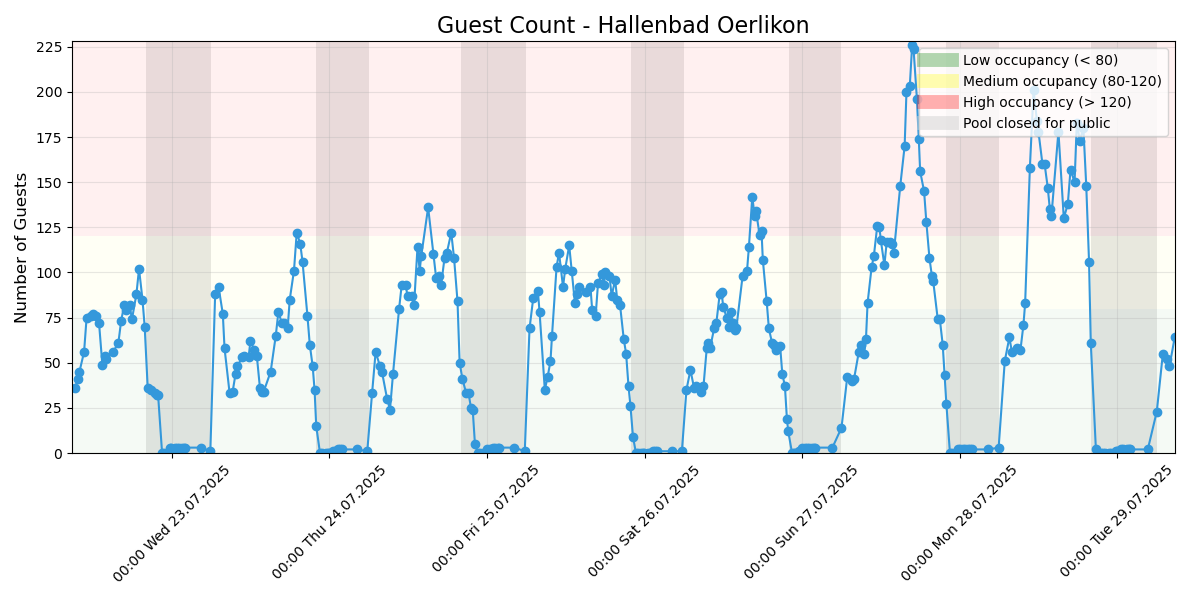 Guest Count - Hallenbad Oerlikon
Number of Guests
225
200
175
150
125
100
75
50
25
0
Low occupancy (< 80)
Medium occupancy (80-120)
High occupancy (> 120)
Pool closed for public
00:00 Wed 23.07.2025
00:00 Thu 24.07.2025
00:00 Fri 25.07.2025
00:00 Sat 26.07.2025
00:00 Sun 27.07.2025
00:00 Mon 28.07.2025
00:00 Tue 29.07.2025